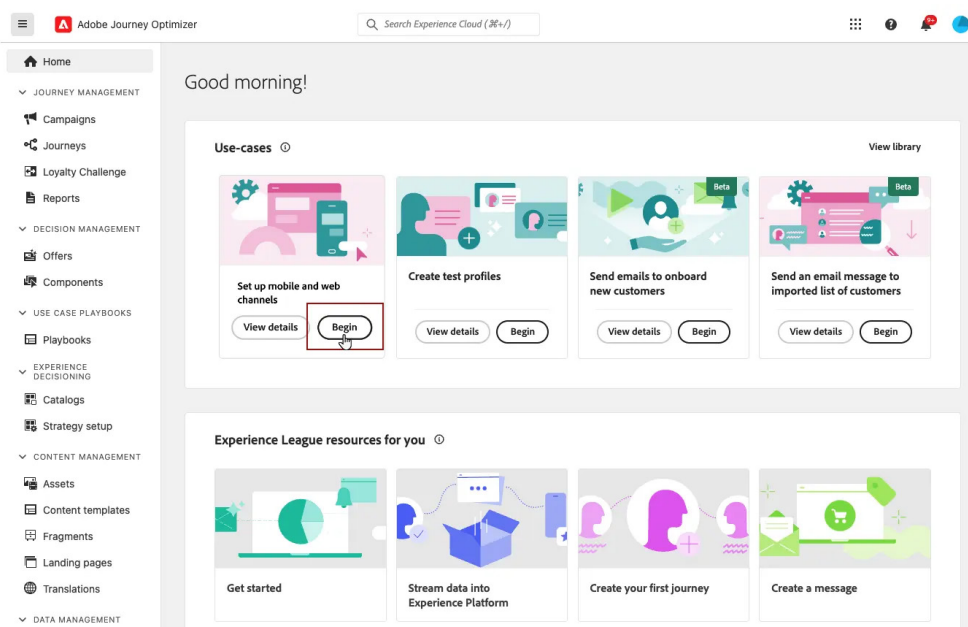 Adobe Journey Optimizer
Search Experience Cloud (⌘+/)
9+
Home
JOURNEY MANAGEMENT
Campaigns
Journeys
Loyalty Challenge
Reports
DECISION MANAGEMENT
Offers
Components
USE CASE PLAYBOOKS
Playbooks
EXPERIENCE
DECISIONING
Catalogs
Strategy setup
CONTENT MANAGEMENT
Assets
Content templates
Fragments
Landing pages
Translations
DATA MANAGEMENT
Good morning!
Use-cases
View library
Set up mobile and web
channels
View details
Begin
Create test profiles
View details
Begin
Beta
Send emails to onboard
new customers
View details
Begin
Beta
Send an email message to
imported list of customers
View details
Begin
Experience League resources for you
Get started
Stream data into
Experience Platform
Create your first journey
Create a message